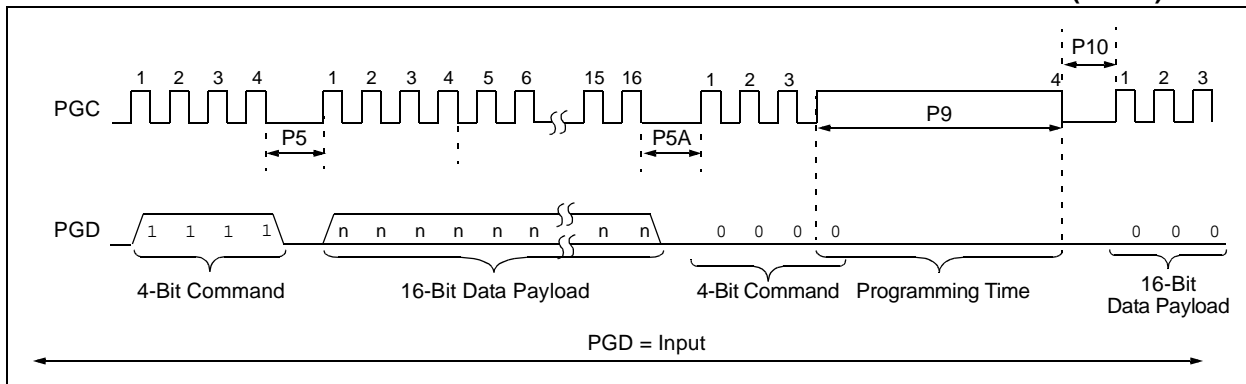 P10
1 2 3 4 1 2 3 4 5 6 15 16 1 2 3 4 1 2 3
PGC
P5 P5A P9
PGD 1 1 1 1 n n n n n n n n 0 0 0 0 0 0 0
4-Bit Command 16-Bit Data Payload 4-Bit Command Programming Time 16-Bit
Data Payload
PGD = Input